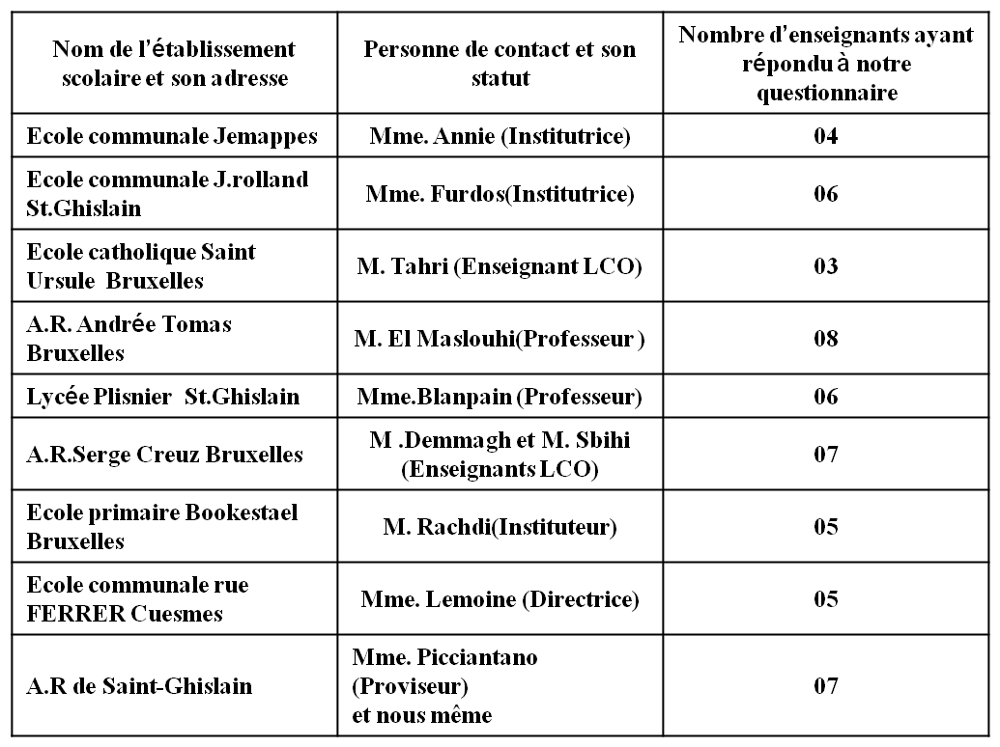 Nom de l'établissement
scolaire et son adresse
Personne de contact et son
statut
Nombre d'enseignants ayant
répondu à notre
questionnaire
Ecole communale Jemappes
Mme. Annie (Institutrice)
04
Ecole communale J.rolland
St.Ghislain
Mme. Furdos(Institutrice)
06
Ecole catholique Saint
Ursule Bruxelles
M. Tahri (Enseignant LCO)
03
A.R. Andrée Tomas
Bruxelles
M. El Maslouhi(Professeur )
08
Lycée Plisnier St.Ghislain
Mme.Blanpain (Professeur)
06
A.R.Serge Creuz Bruxelles
M .Demmagh et M. Sbihi
(Enseignants LCO)
07
Ecole primaire Bookestael
Bruxelles
M. Rachdi(Instituteur)
05
Ecole communale rue
FERRER Cuesmes
Mme. Lemoine (Directrice)
05
A.R de Saint-Ghislain
Mme. Picciantano
(Proviseur)
et nous même
07